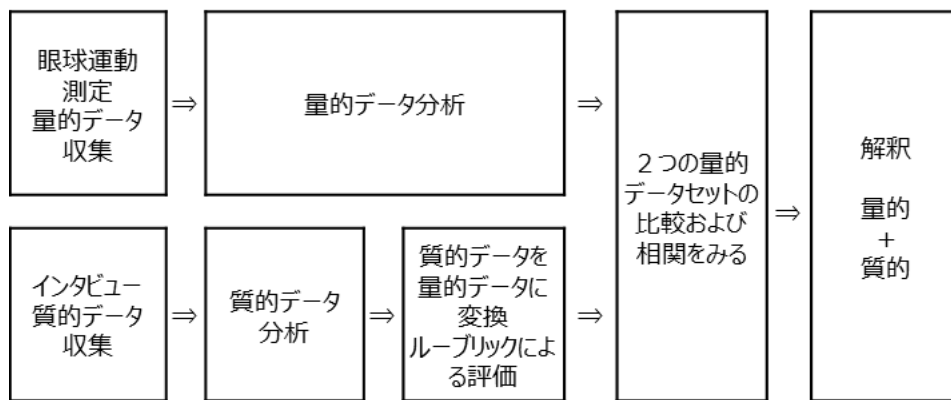 眼球運動
測定
量的データ
収集
⇒
量的データ分析
⇒
インタビュー
質的データ
収集
⇒
質的データ
分析
⇒
質的データを
量的データに
変換
ルーブリックによ
る評価
⇒
２つの量的
データセットの
比較および
相関をみる
⇒
解釈
量的
+
質的